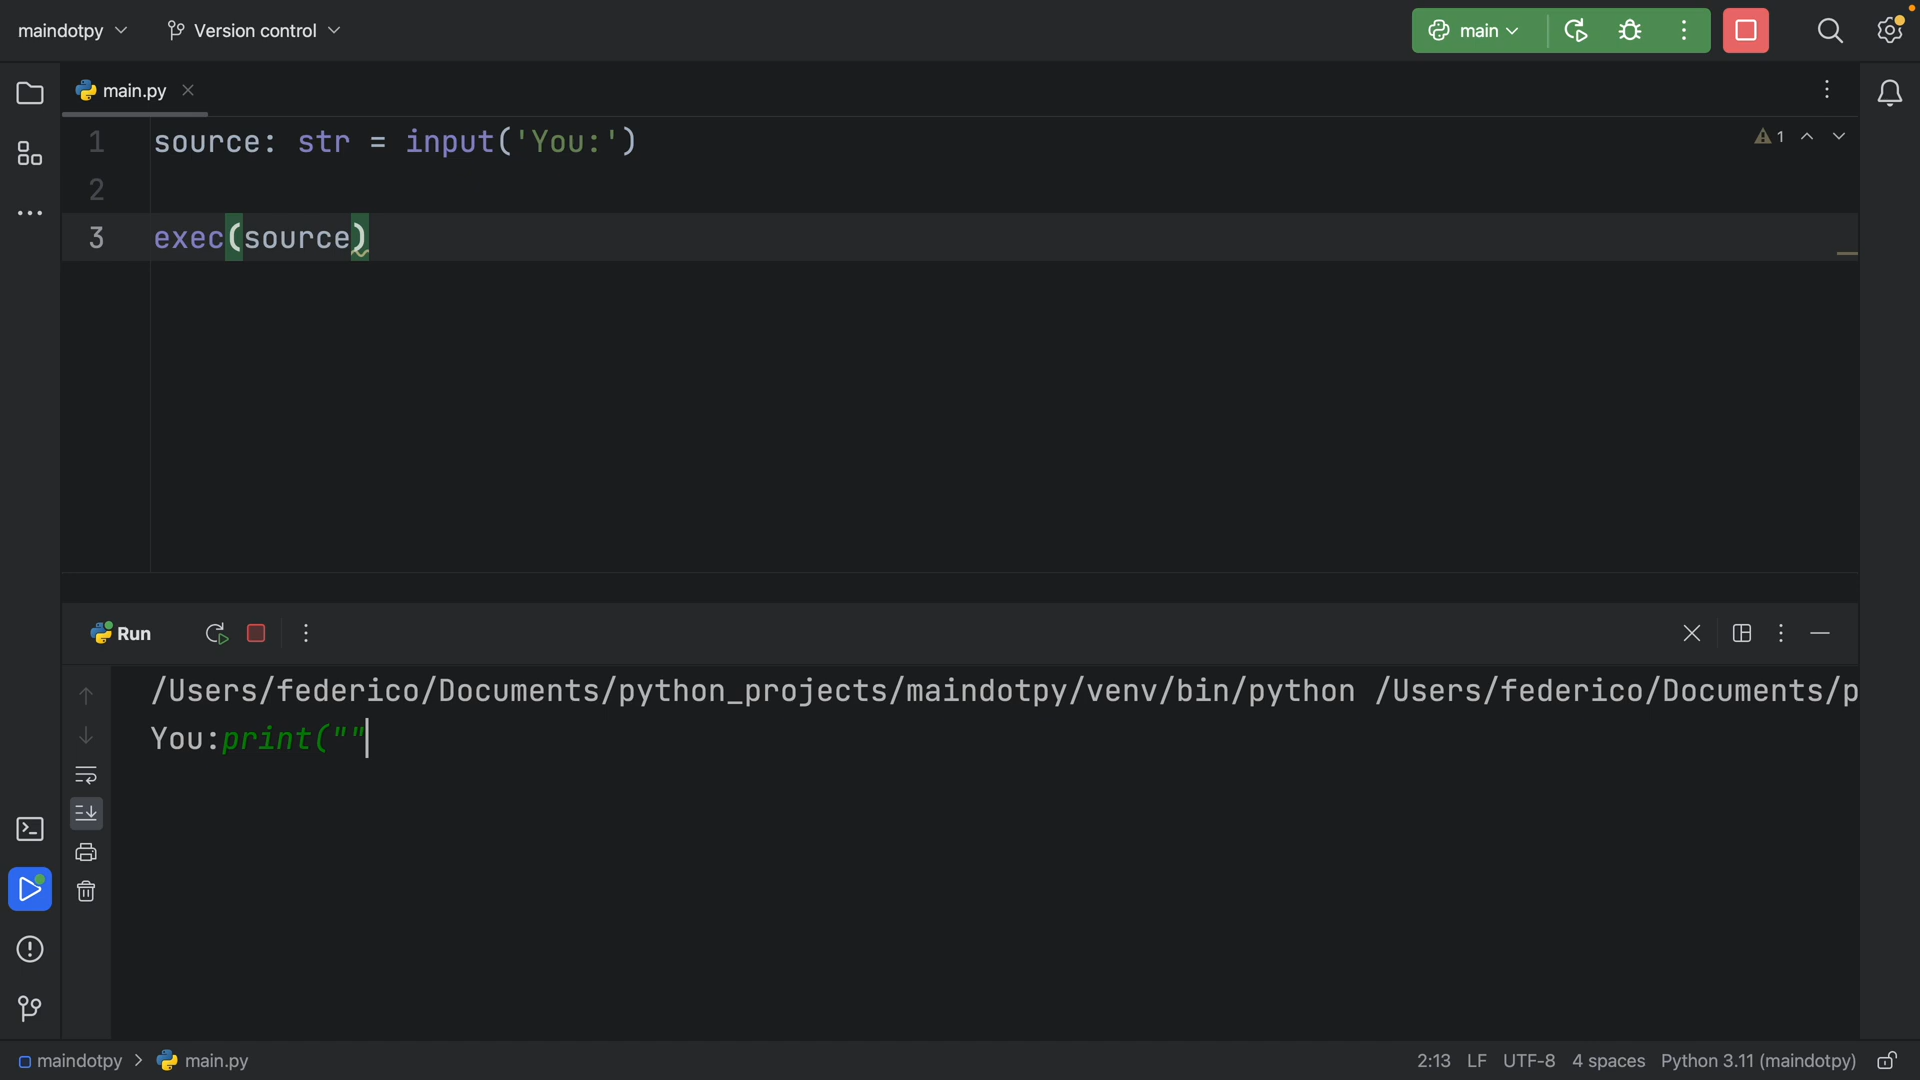 maindotpy Version control main
main.py
1 source: str = input('You:') 1
2
3 exec(source)
Run
/Users/federico/Documents/python_projects/maindotpy/venv/bin/python /Users/federico/Documents/p
You:print(""
maindotpy > main.py 2:13 LF UTF-8 4 spaces Python 3.11 (maindotpy)